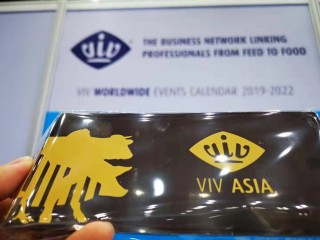 viv THE BUSINESS NETWORK LINKING
PROFESSIONALS FROM FEED TO FOOD
VIV WORLDWIDE EVENTS CALENDAR 2019-2022
viv
VIV ASIA